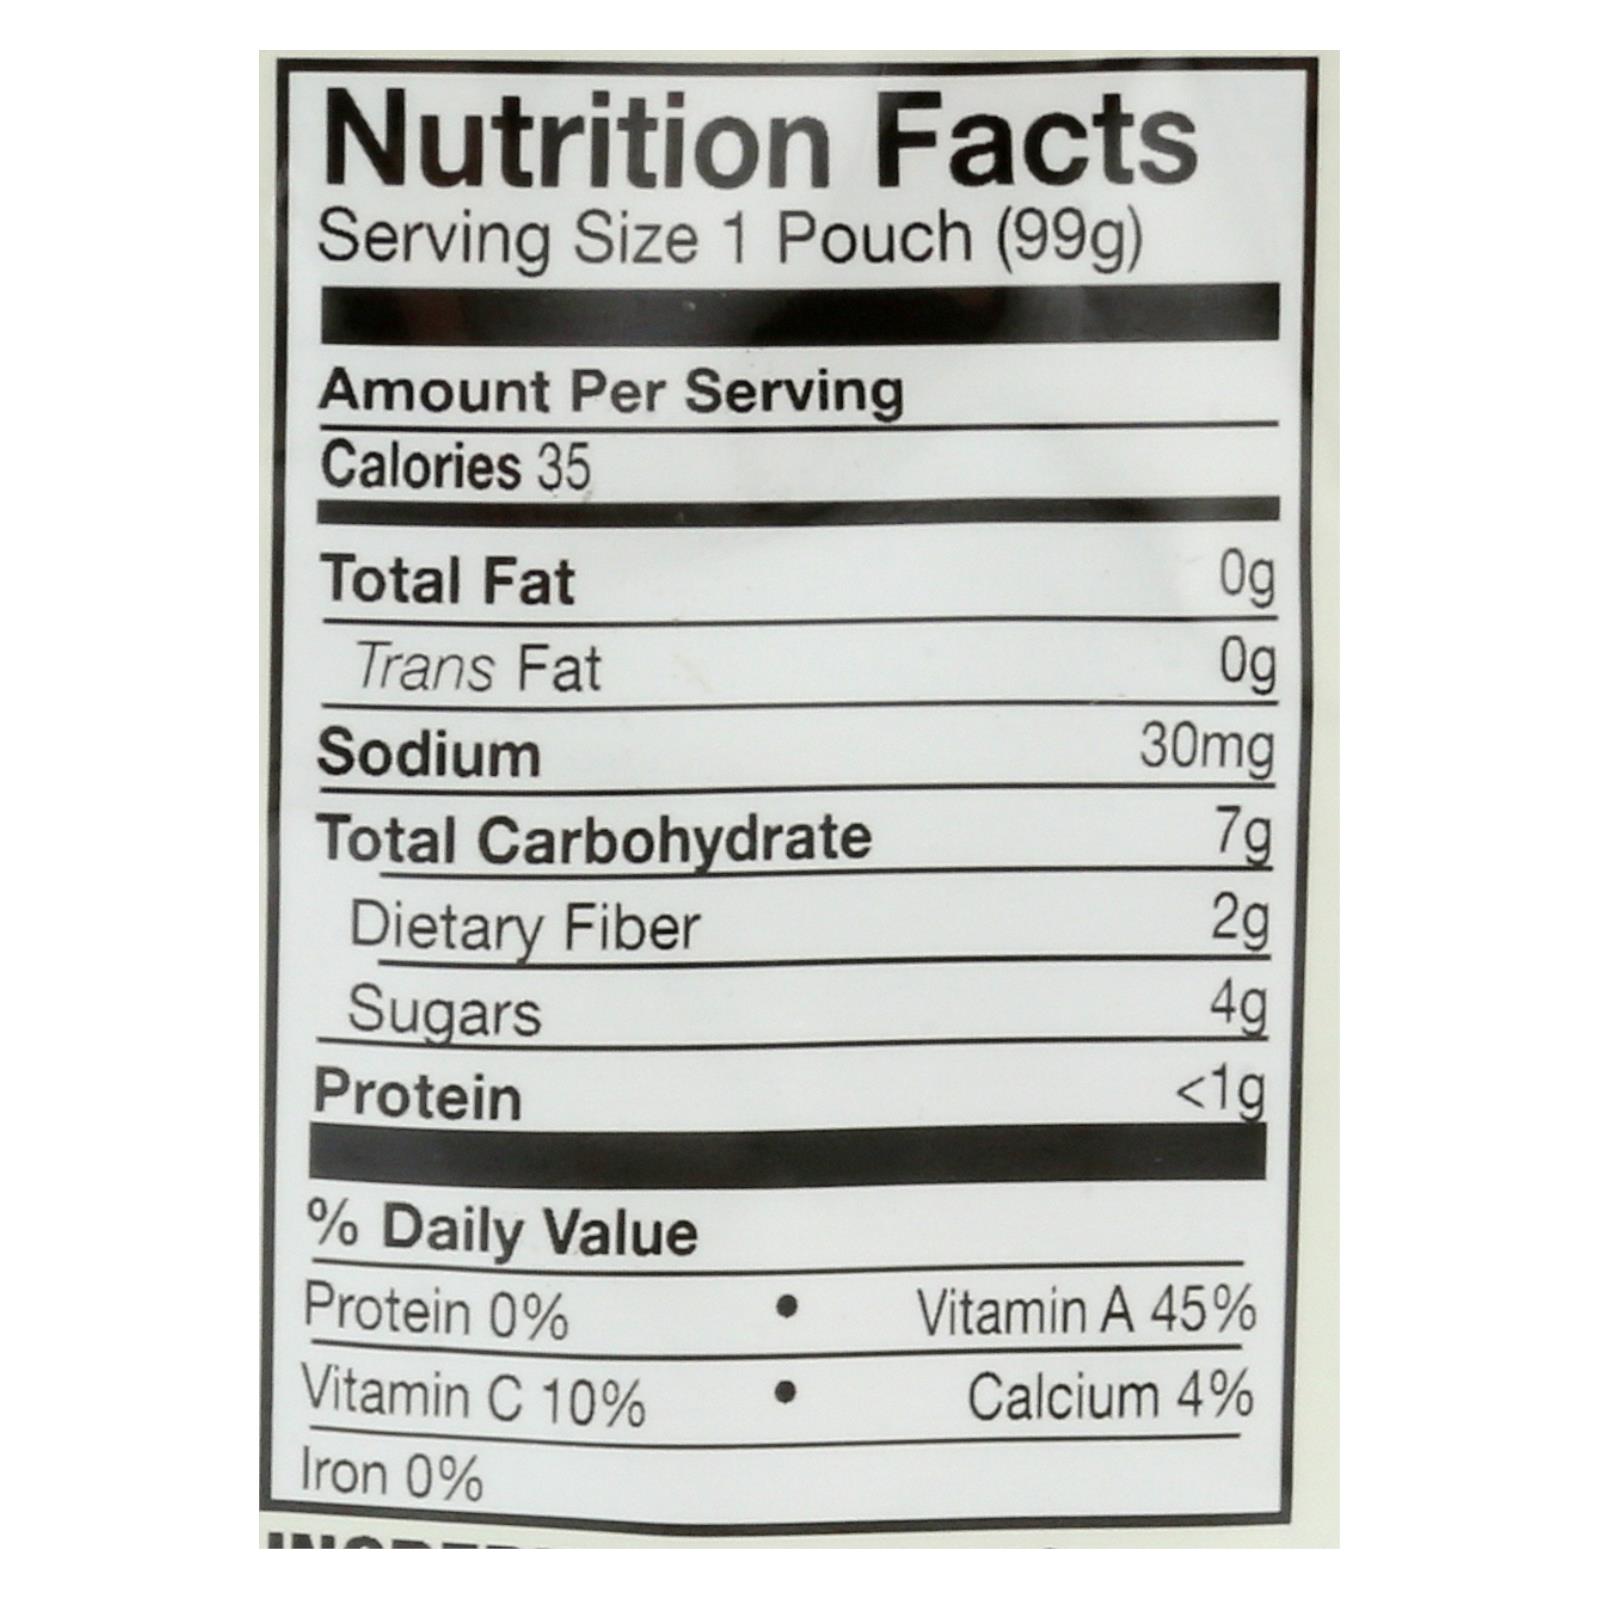 Nutrition Facts
Serving Size 1 Pouch (99g)
Amount Per Serving
Calories 35
Total Fat 0g
Trans Fat 0g
Sodium 30mg
Total Carbohydrate 7g
Dietary Fiber 2g
Sugars 4g
Protein <1g
% Daily Value
Protein 0% • Vitamin A 45%
Vitamin C 10% • Calcium 4%
Iron 0%